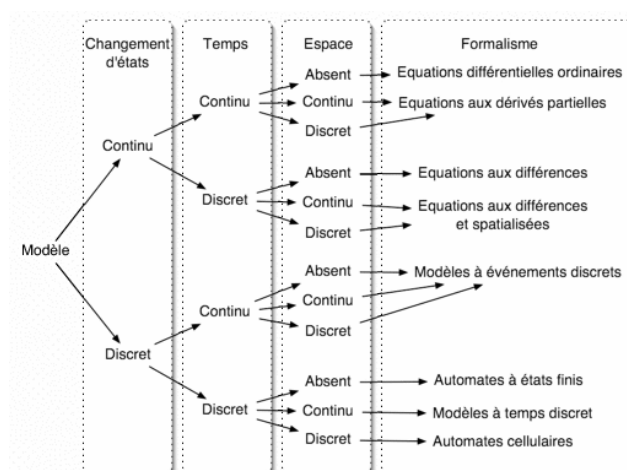 Changement
d'états
Temps
Espace
Formalisme
Absent
Equations différentielles ordinaires
Continu
Continu
Equations aux dérivés partielles
Discret
Continu
Absent
Equations aux différences
Discret
Continu
Equations aux différences
et spatialisées
Discret
Modèle
Absent
Modèles à événements discrets
Continu
Continu
Discret
Discret
Absent
Automates à états finis
Discret
Continu
Modèles à temps discret
Discret
Automates cellulaires